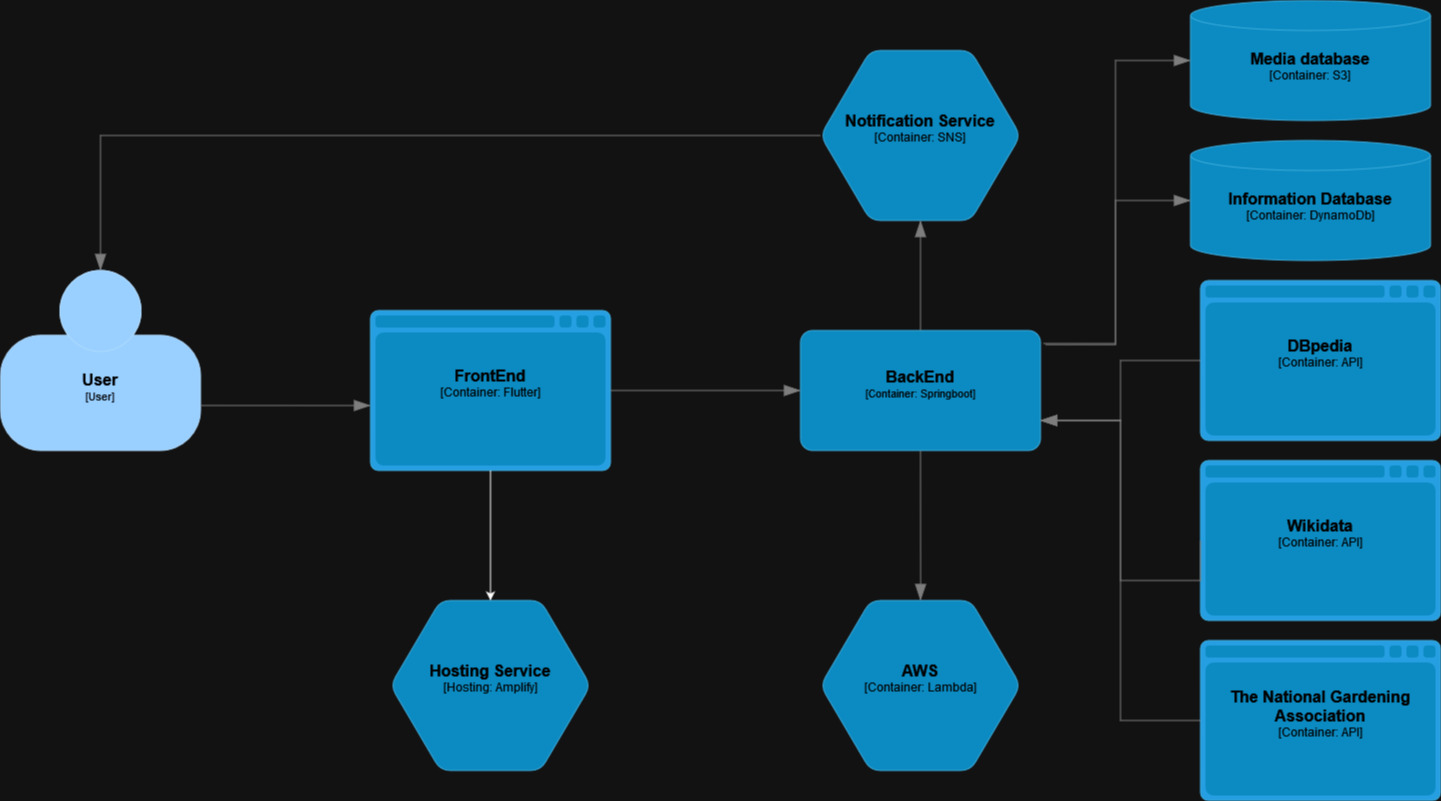 Media database
[Container: S3]
Notification Service
[Container: SNS]
Information Database
[Container: DynamoDb]
DBpedia
[Container: API]
User
[User]
FrontEnd
[Container: Flutter]
BackEnd
[Container: Springboot]
Wikidata
[Container: API]
Hosting Service
[Hosting: Amplify]
AWS
[Container: Lambda]
The National Gardening
Association
[Container: API]